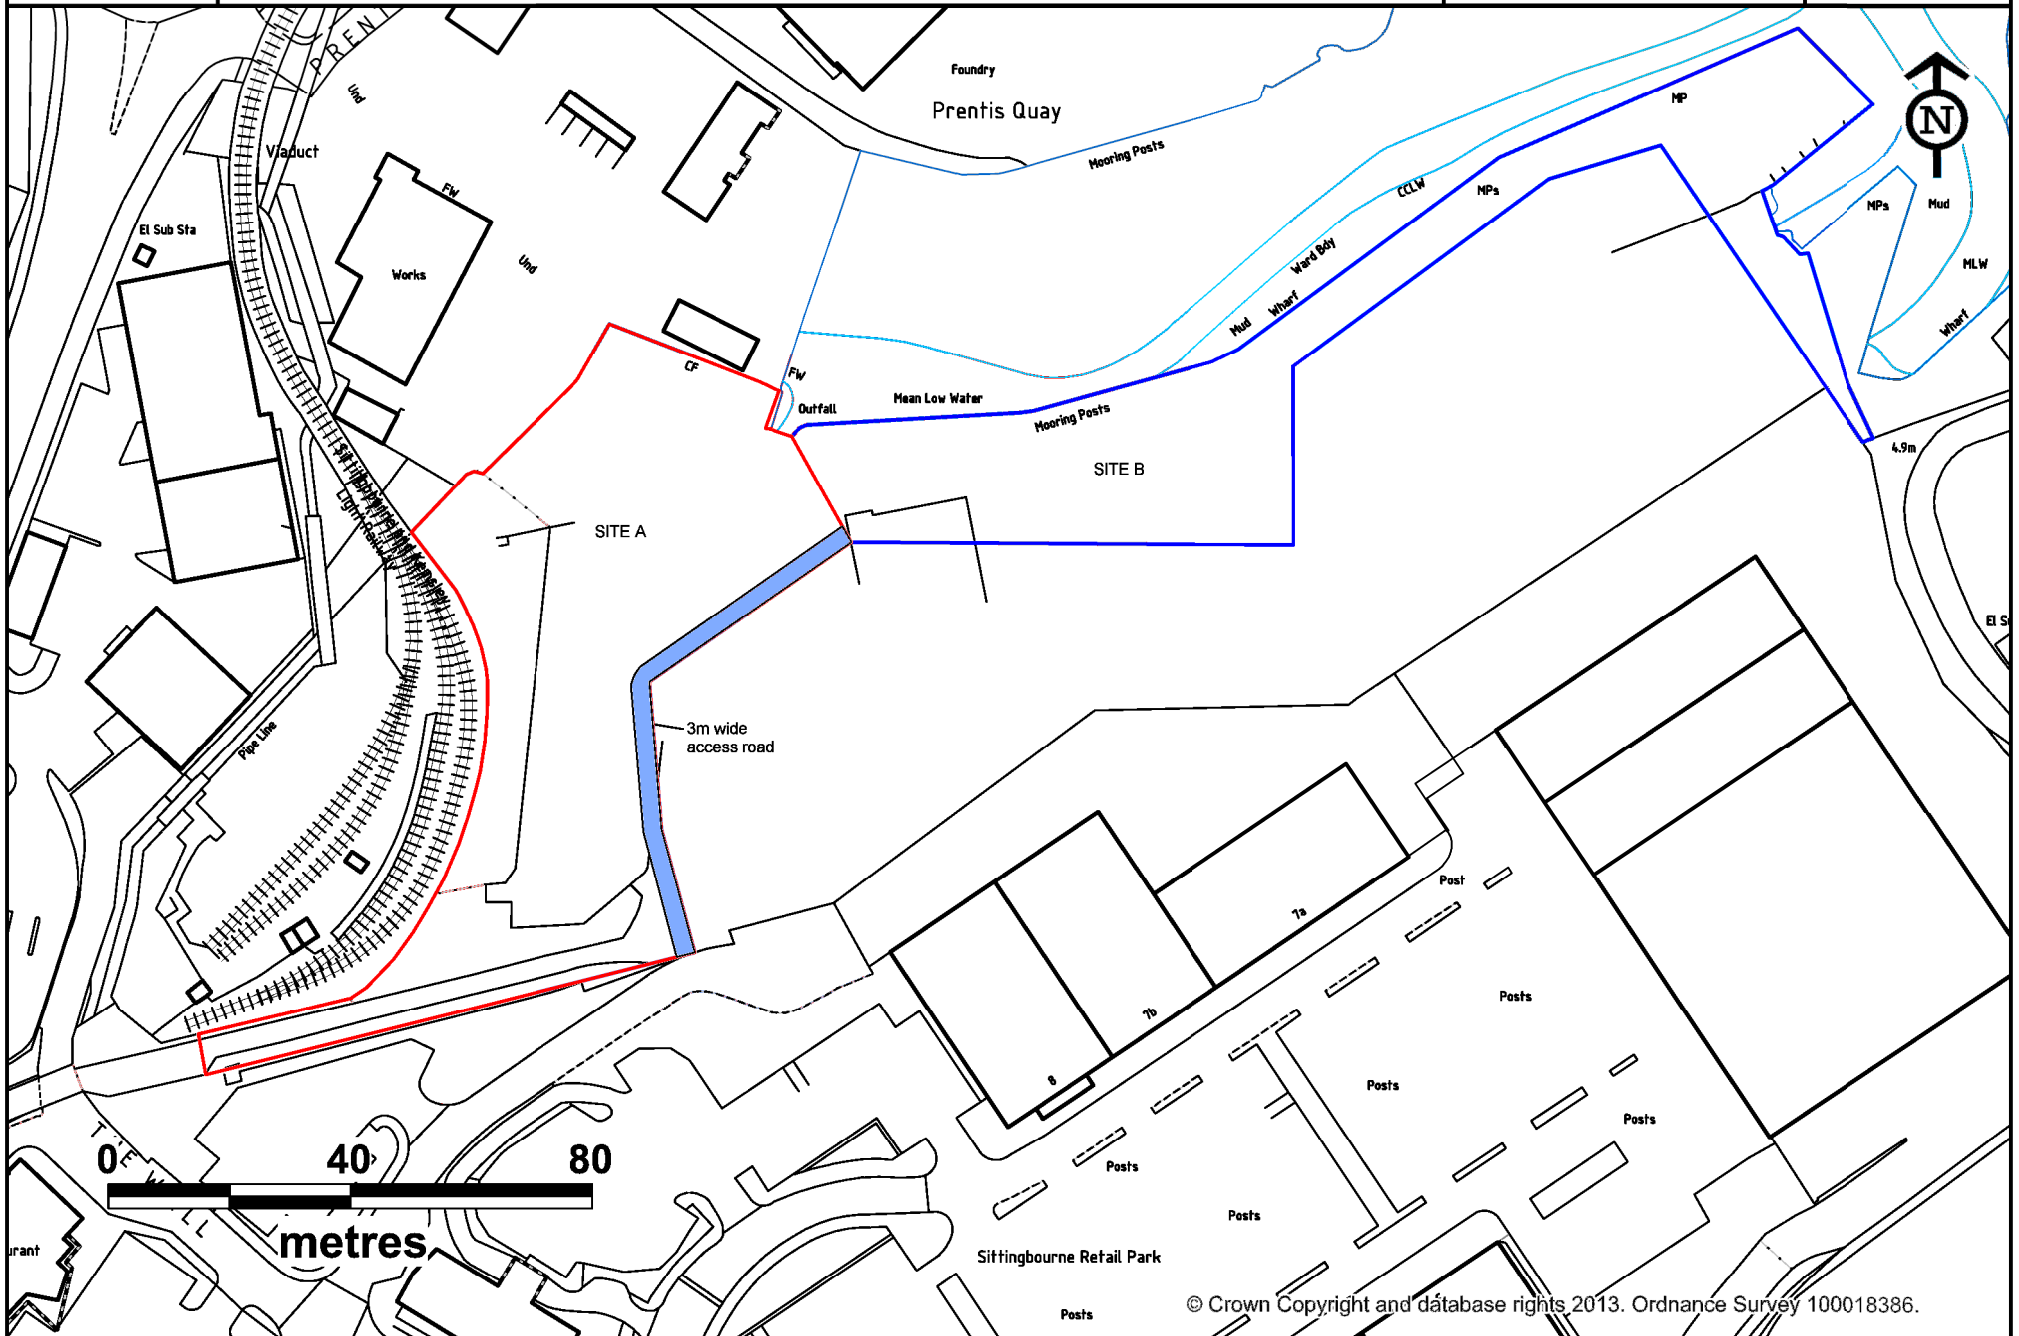 PRENT
Und
Foundry
Prentis Quay
MP
N
Viaduct
Mooring Posts
FW
CCLW
MPs
MPs
Mud
El Sub Sta
Works
Und
Ward Bdy
MLW
Mud
Wharf
Wharf
CF
FW
Outfall
Mean Low Water
Mooring Posts
4.9m
SITE B
SITE A
Light Railway
3m wide
access road
Pipe Line
Post
7a
7b
8
Posts
Posts
Posts
Posts
Posts
0 40 80
metres
Sittingbourne Retail Park
Posts
© Crown Copyright and database rights 2013. Ordnance Survey 100018386.